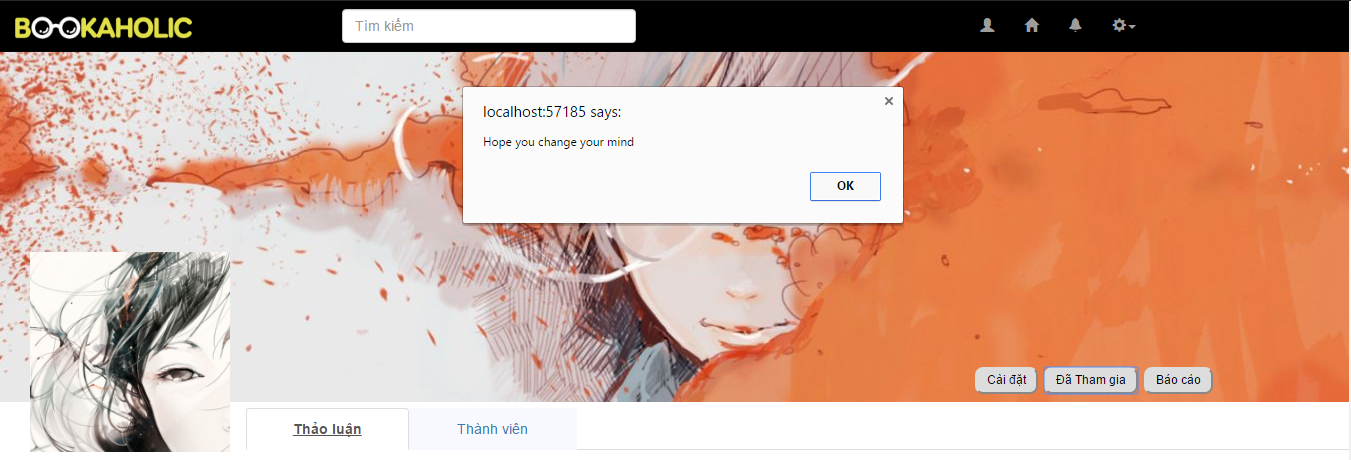 BOOKAHOLIC
Tìm kiếm
localhost:57185 says:
Hope you change your mind
OK
Cài đặt
Đã Tham gia
Báo cáo
Thảo luận
Thành viên